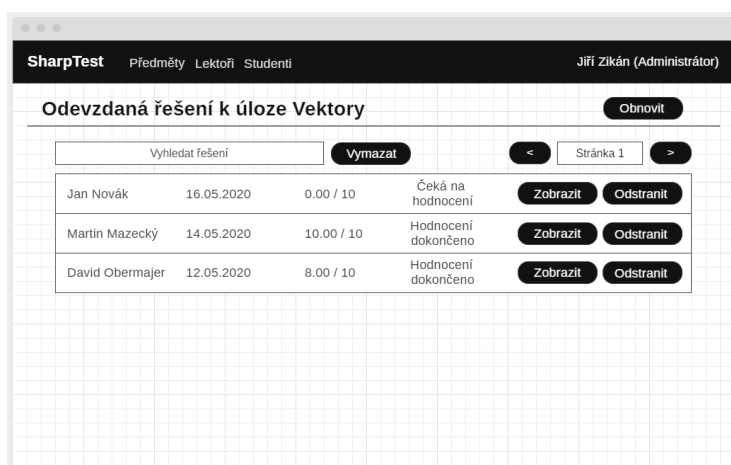 SharpTest Předměty Lektoři Studenti Jiří Zikán (Administrátor)
Odevzdaná řešení k úloze Vektory Obnovit
Vyhledat řešení Vymazat < Stránka 1 >
Jan Novák 16.05.2020 0.00 / 10 Čeká na hodnocení Zobrazit Odstranit
Martin Mazecký 14.05.2020 10.00 / 10 Hodnocení dokončeno Zobrazit Odstranit
David Obermajer 12.05.2020 8.00 / 10 Hodnocení dokončeno Zobrazit Odstranit